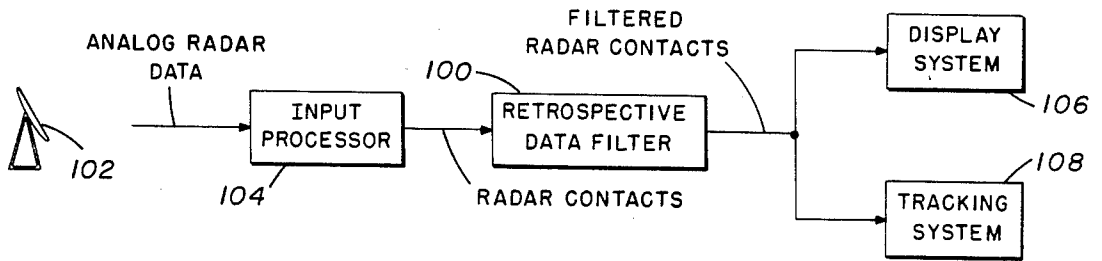 ANALOG RADAR
DATA
102
INPUT
PROCESSOR
104
RADAR CONTACTS
100
RETROSPECTIVE
DATA FILTER
FILTERED
RADAR CONTACTS
DISPLAY
SYSTEM
106
108
TRACKING
SYSTEM